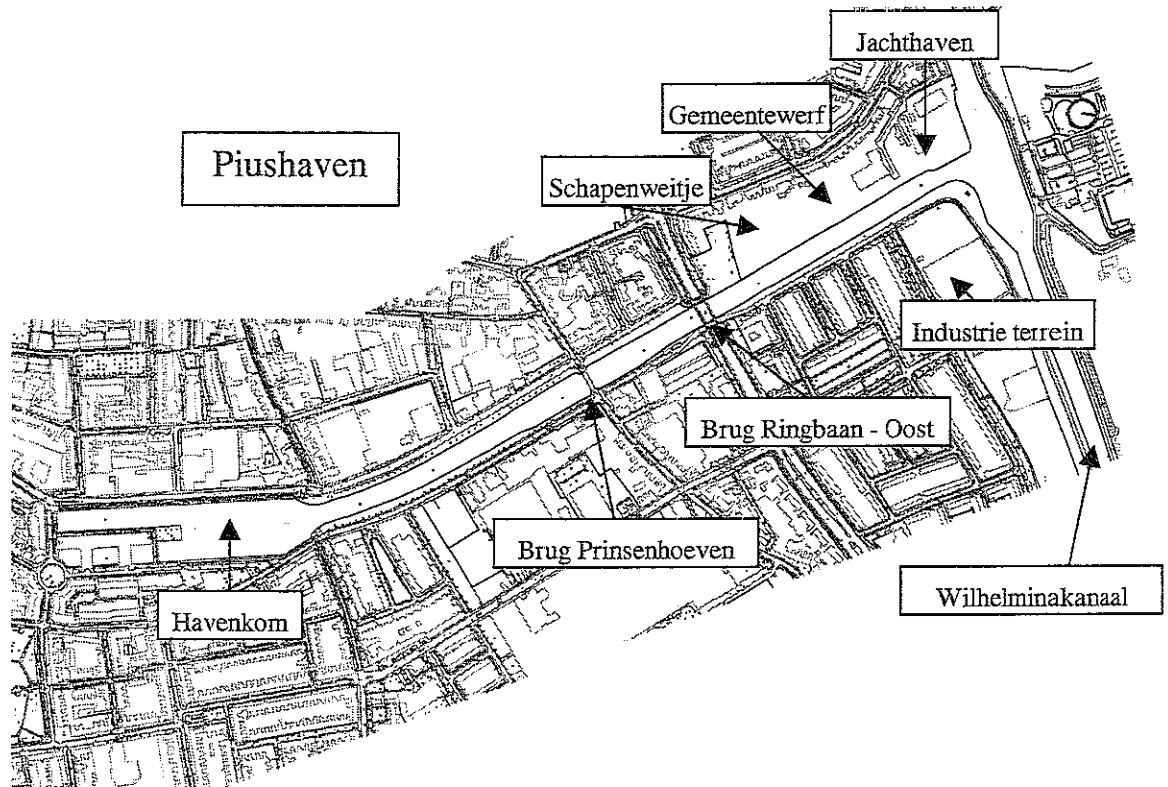 Jachthaven
Gemeentewerf
Piushaven
Schapenweitje
Industrie terrein
Brug Ringbaan - Oost
Brug Prinsenhoeven
Wilhelminakanaal
Havenkom